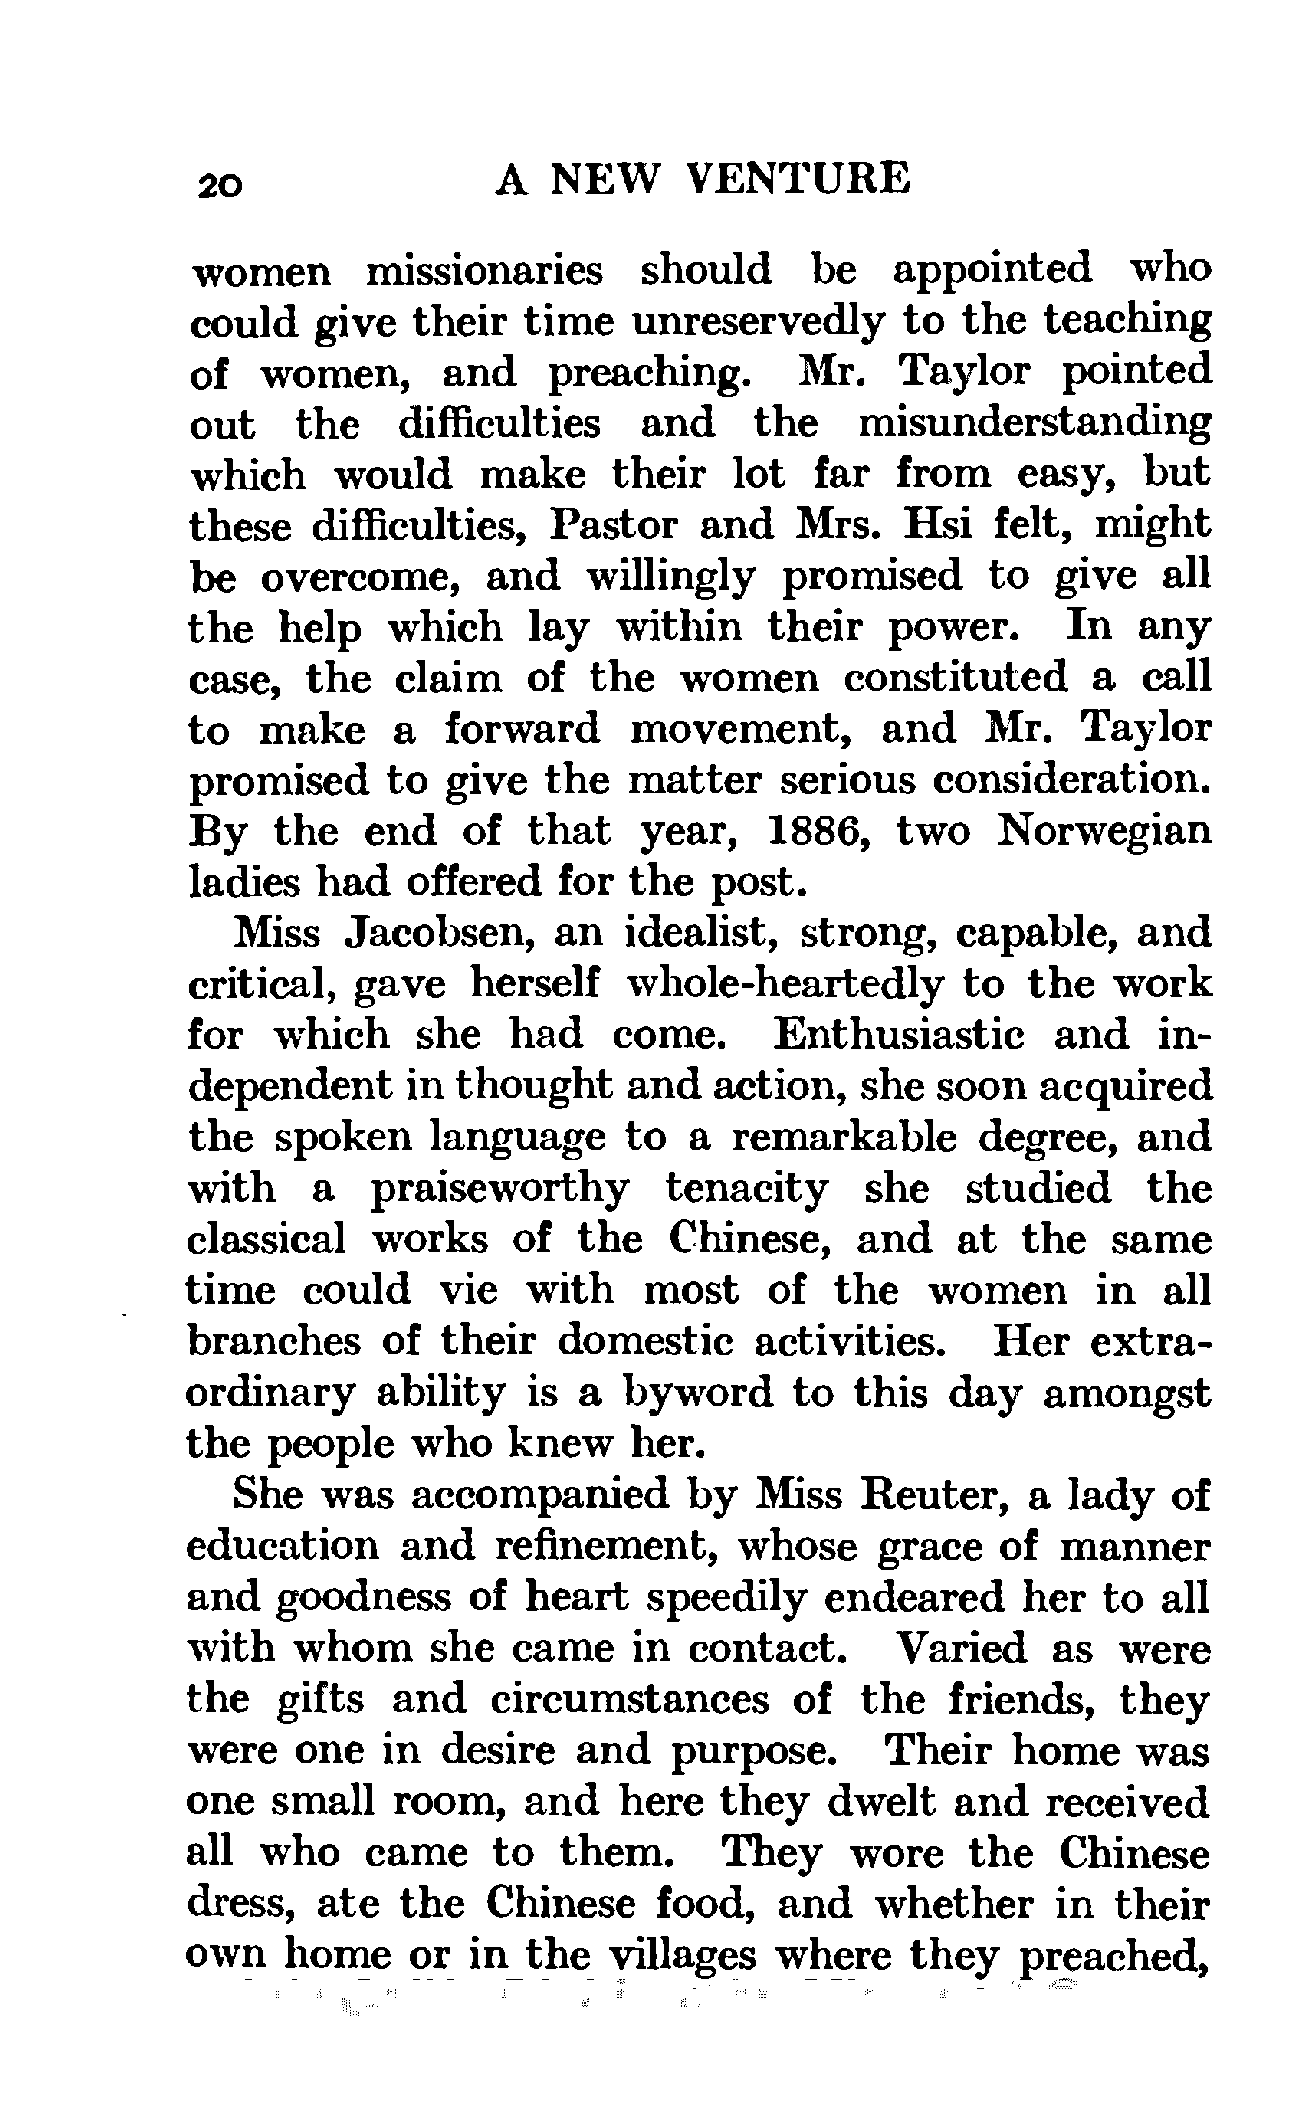 20 A NEW VENTURE
women missionaries should be appointed who
could give their time unreservedly to the teaching
of women, and preaching. Mr. Taylor pointed
out the difficulties and the misunderstanding
which would make their lot far from easy, but
these difficulties, Pastor and Mrs. Hsi felt, might
be overcome, and willingly promised to give all
the help which lay within their power. In any
case, the claim of the women constituted a call
to make a forward movement, and Mr. Taylor
promised to give the matter serious consideration.
By the end of that year, 1886, two Norwegian
ladies had offered for the post.
Miss Jacobsen, an idealist, strong, capable, and
critical, gave herself whole-heartedly to the work
for which she had come. Enthusiastic and in-
dependent in thought and action, she soon acquired
the spoken language to a remarkable degree, and
with a praiseworthy tenacity she studied the
classical works of the Chinese, and at the same
time could vie with most of the women in all
branches of their domestic activities. Her extra-
ordinary ability is a byword to this day amongst
the people who knew her.
She was accompanied by Miss Reuter, a lady of
education and refinement, whose grace of manner
and goodness of heart speedily endeared her to all
with whom she came in contact. Varied as were
the gifts and circumstances of the friends, they
were one in desire and purpose. Their home was
one small room, and here they dwelt and received
all who came to them. They wore the Chinese
dress, ate the Chinese food, and whether in their
own home or in the villages where they preached,